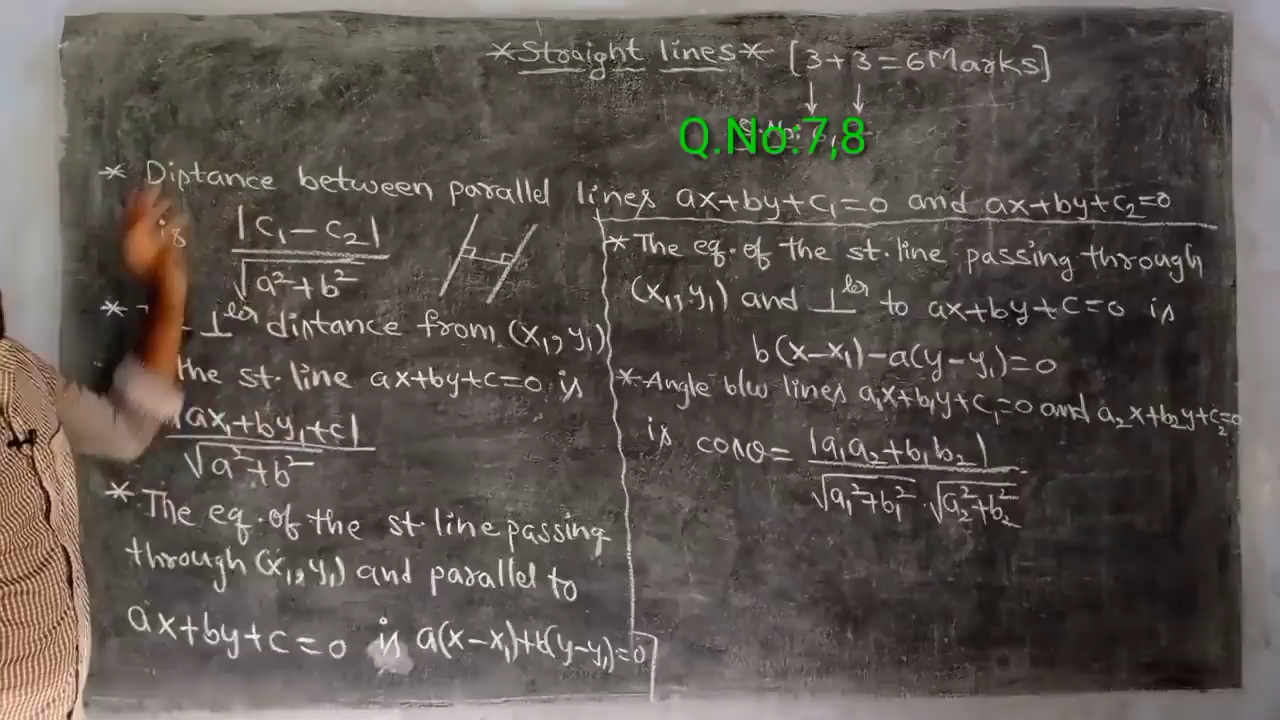 *Straight lines* [3+3=6Marks]
Q.No:7,8
* Distance between parallel lines ax+by+c₁=0 and ax+by+c₂=0
is |c₁-c₂|
√a²+b²
* ⊥ler distance from (x₁,y₁)
the st.line ax+by+c=0 is
|ax₁+by₁+c|
√a²+b²
* The eq.of the st.line passing
through (x₁,y₁) and parallel to
ax+by+c=0 is a(x-x₁)+b(y-y₁)=0
* The eq.of the st.line passing through
(x₁,y₁) and ⊥ler to ax+by+c=0 is
b(x-x₁)-a(y-y₁)=0
* Angle b/w lines a₁x+b₁y+c₁=0 and a₂x+b₂y+c₂=0
is cosθ= |a₁a₂+b₁b₂|
√a₁²+b₁² . √a₂²+b₂²